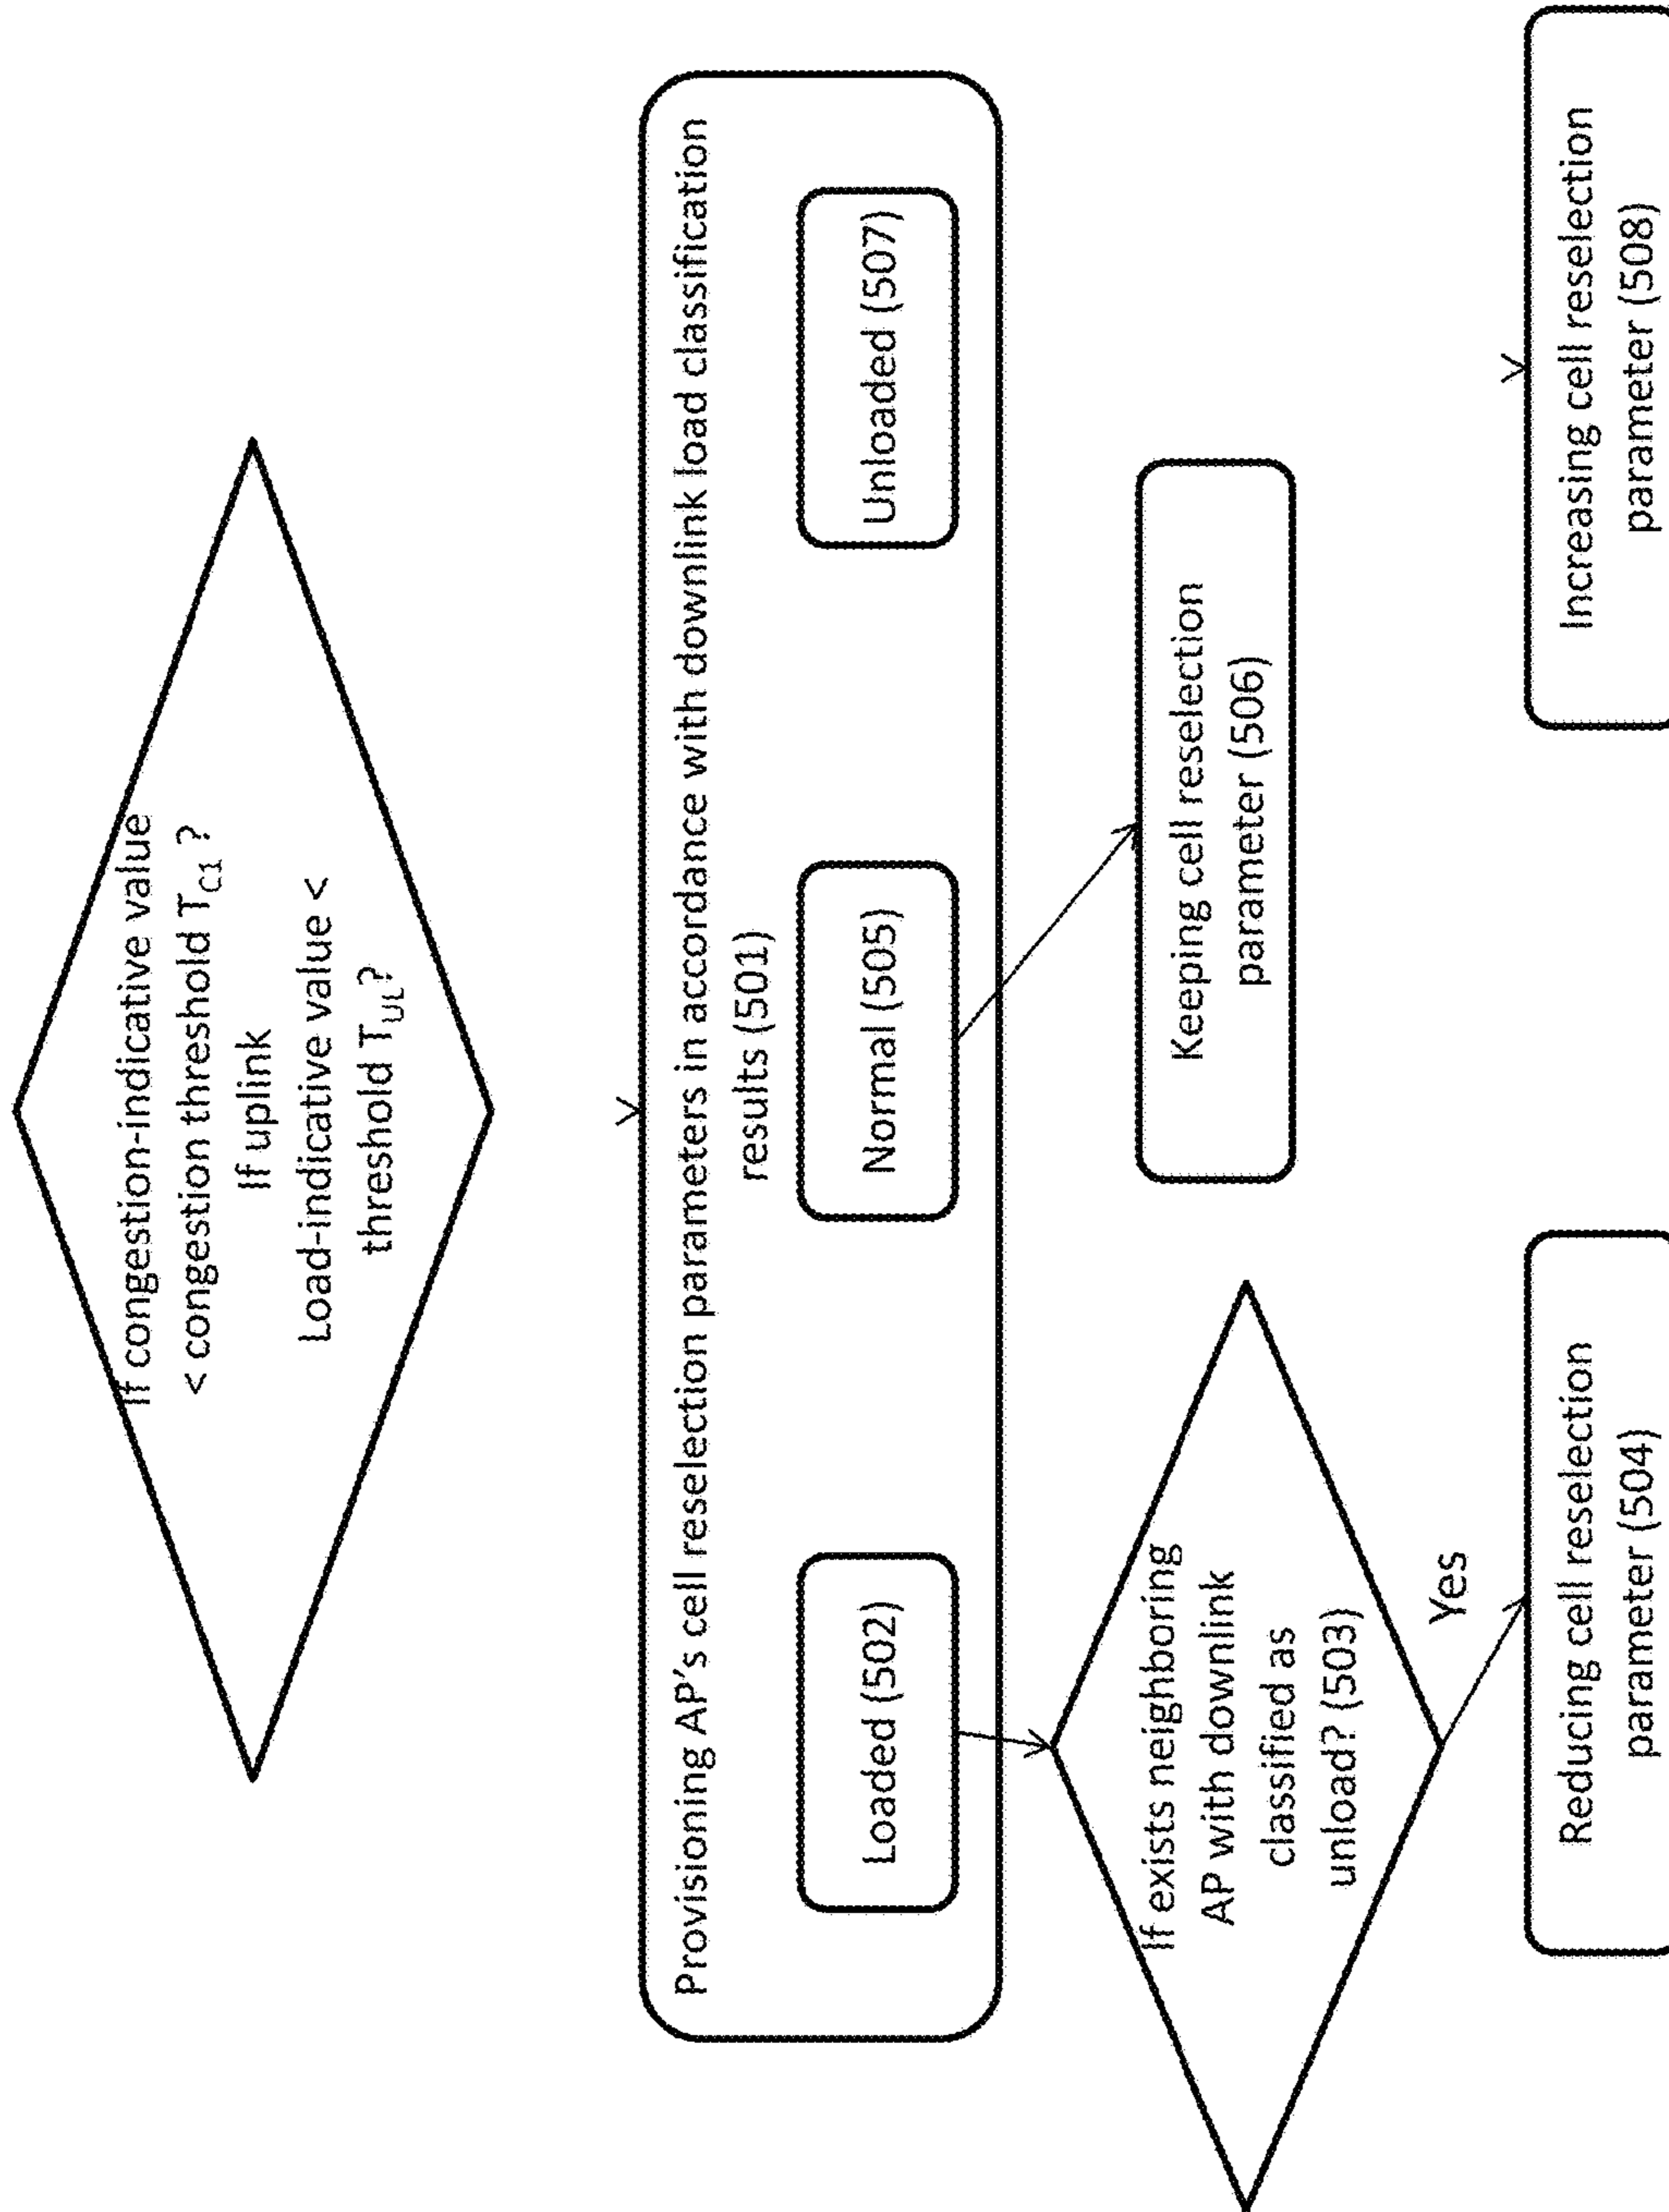 If congestion-indicative value
< congestion threshold T_C1 ?
If uplink
Load-indicative value <
threshold T_UL?
Provisioning AP's cell reselection parameters in accordance with downlink load classification
results (501)
Loaded (502)
Normal (505)
Unloaded (507)
If exists neighboring
AP with downlink
classified as
unload? (503)
Yes
Keeping cell reselection
parameter (506)
Reducing cell reselection
parameter (504)
Increasing cell reselection
parameter (508)